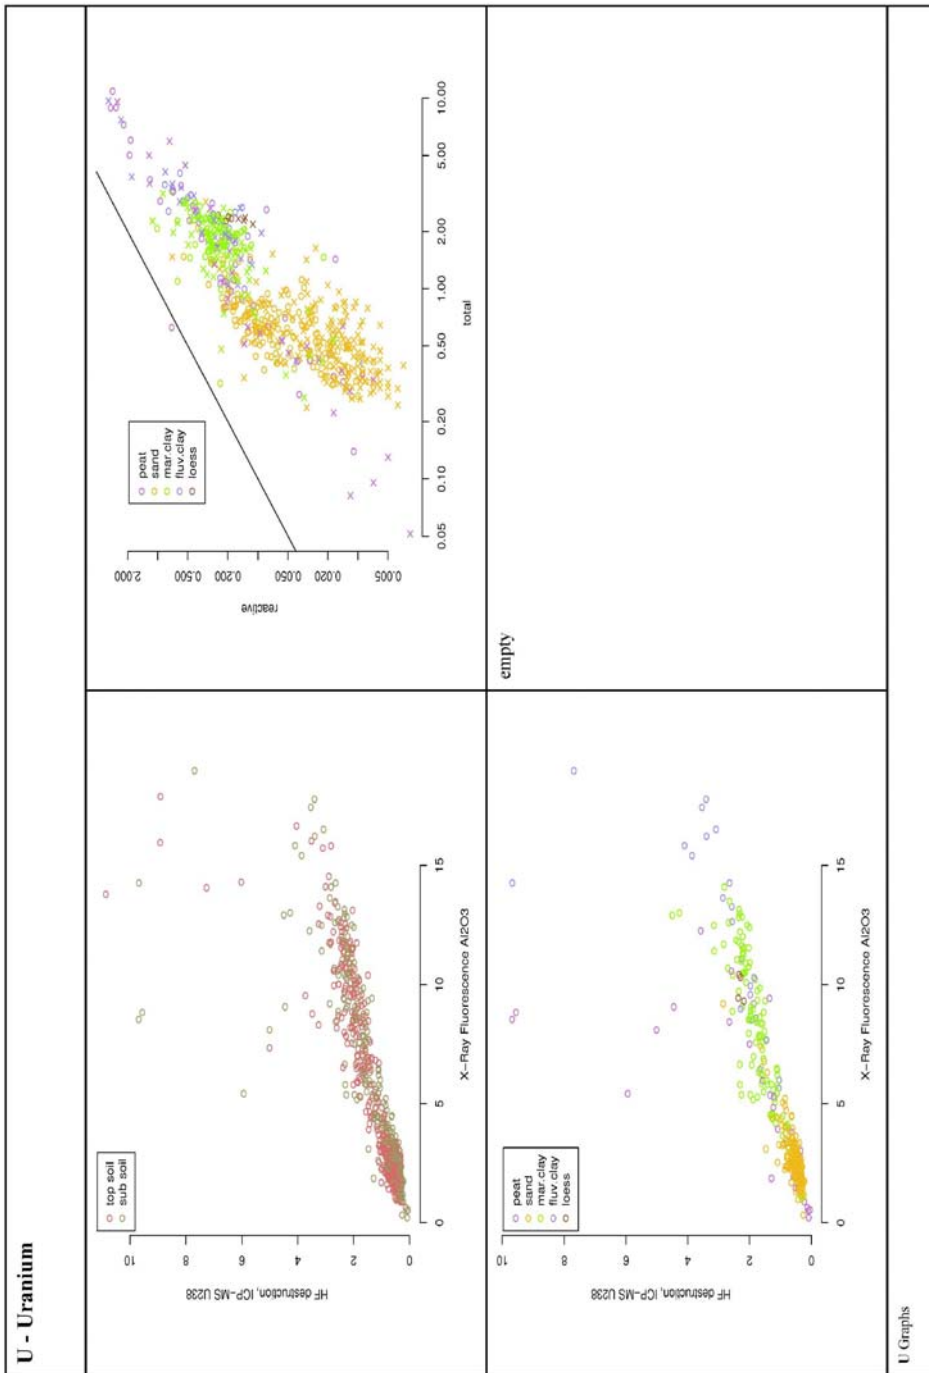 U - Uranium
top soil
sub soil
HF destruction, ICP-MS U238
0 2 4 6 8 10
0 5 10 15
X-Ray Fluorescence Al2O3
peat
sand
mar.clay
fluv.clay
loess
reactive
0.005 0.020 0.050 0.200 0.500 2.000
0.05 0.10 0.20 0.50 1.00 2.00 5.00 10.00
total
peat
sand
mar.clay
fluv.clay
loess
HF destruction, ICP-MS U238
0 2 4 6 8 10
0 5 10 15
X-Ray Fluorescence Al2O3
empty
U Graphs